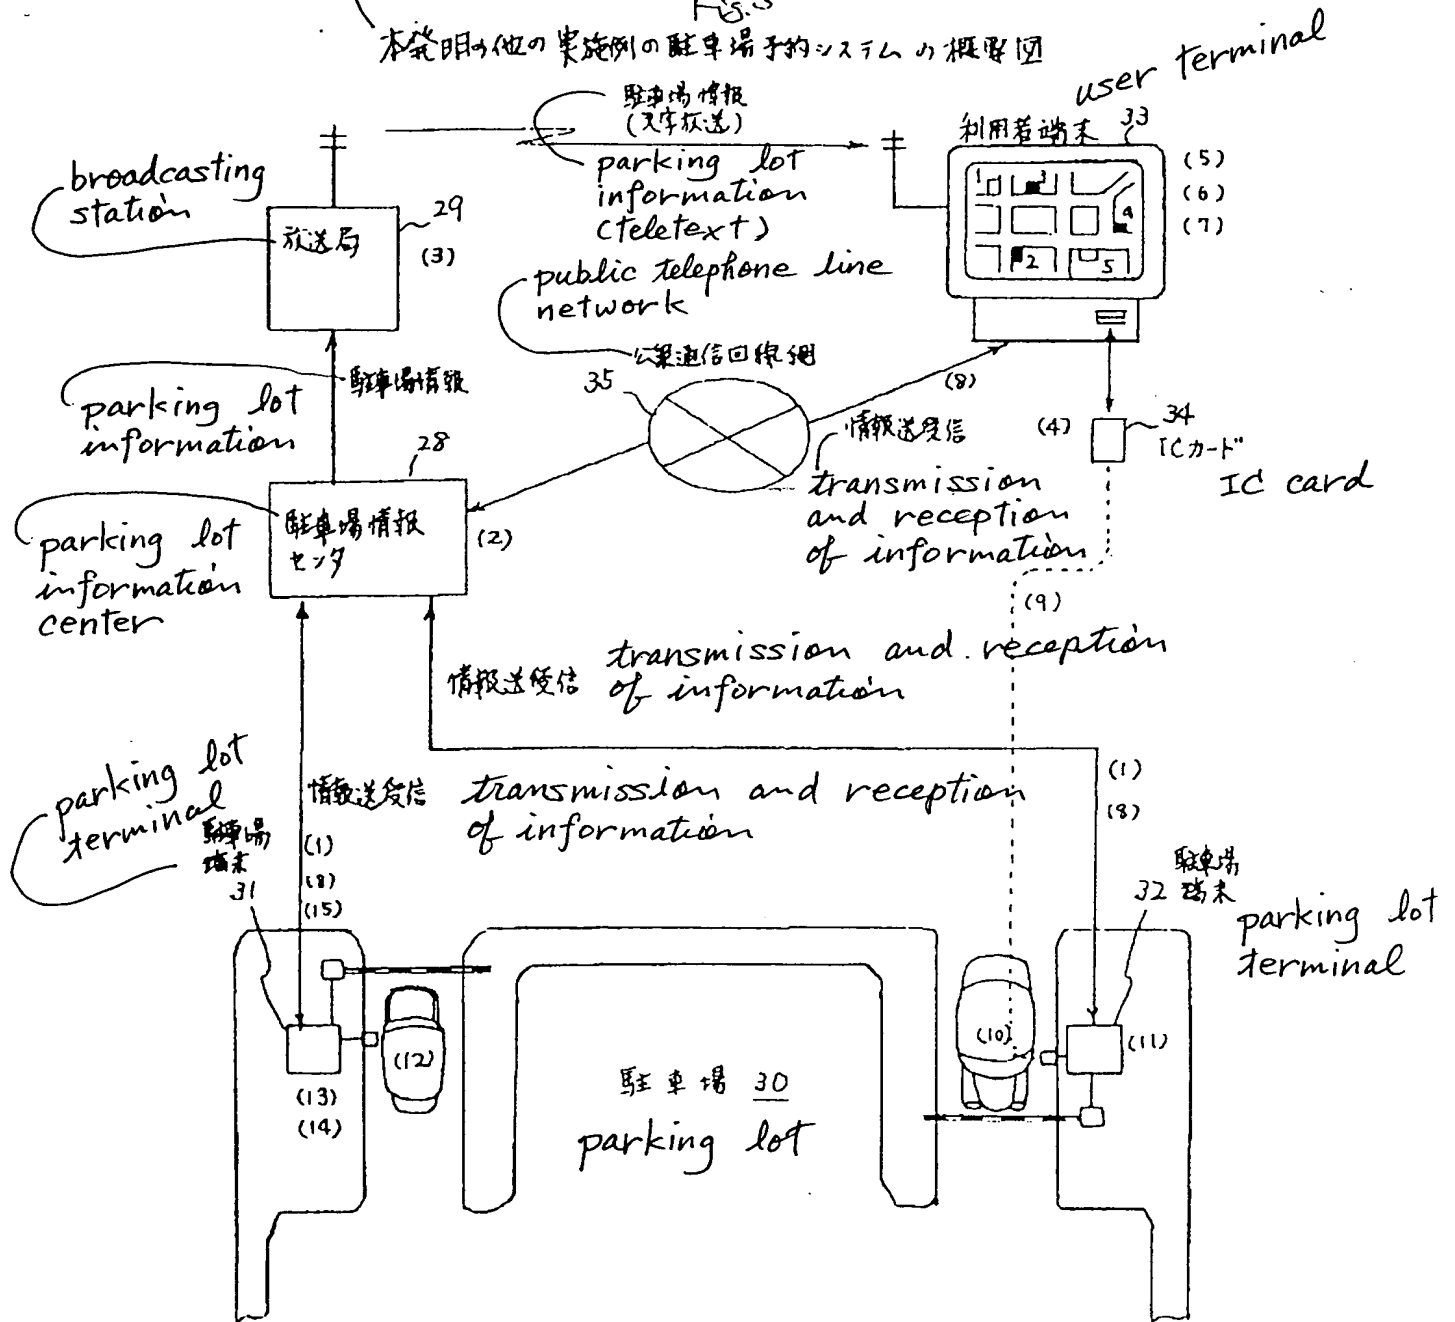 Fig.3
本発明の他の実施例の駐車場予約システムの概略図
user terminal
駐車場情報
(文字放送)
parking lot
information
(teletext)
利用者端末
33
(5)
(6)
(7)
1
3
4
2
5
broadcasting
station
放送局
29
(3)
public telephone line
network
公衆通信回線網
35
(8)
駐車場情報
parking lot
information
28
情報送受信
transmission
and reception
of information
(4)
34
ICカード
IC card
駐車場情報
センタ
(2)
parking lot
information
center
(9)
情報送受信
transmission and reception
of information
parking lot
terminal
駐車場
端末
31
情報送受信
transmission and reception
of information
(1)
(8)
(15)
(1)
(8)
駐車場
端末
32
parking lot
terminal
(12)
(13)
(14)
(10)
(11)
駐車場 30
parking lot